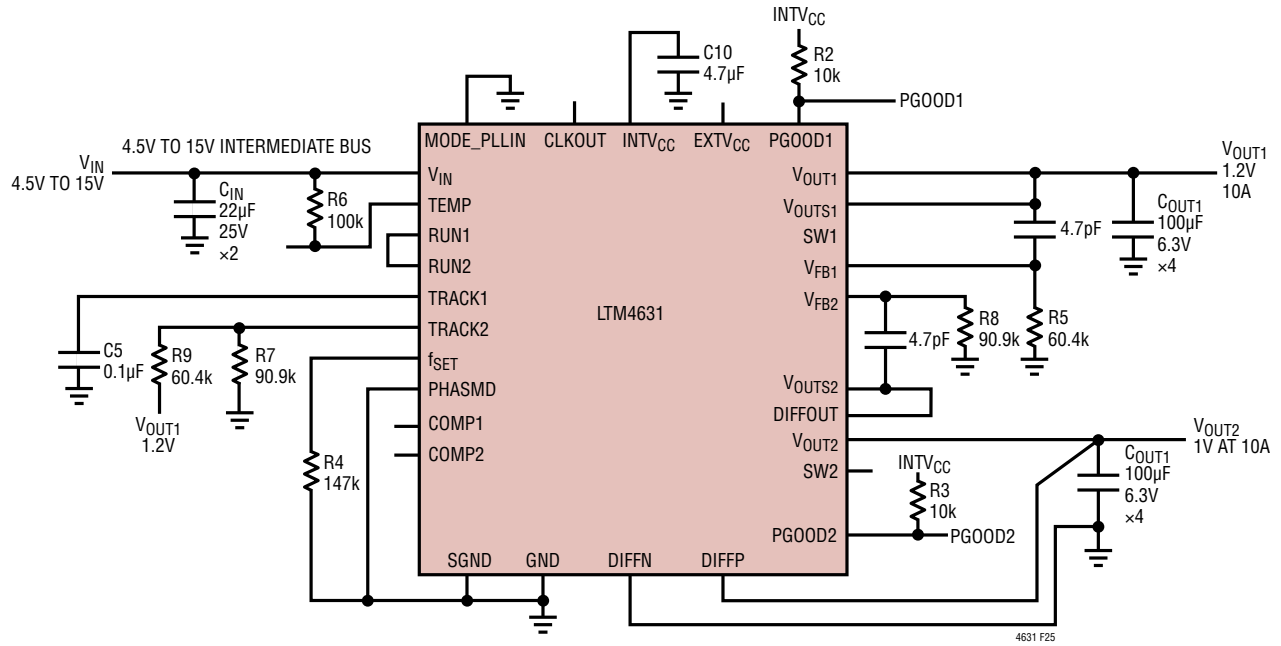 INTVCC
C10
4.7µF
R2
10k
PGOOD1
4.5V TO 15V INTERMEDIATE BUS
VIN
4.5V TO 15V
CIN
22µF
25V
×2
R6
100k
MODE_PLLIN
CLKOUT
INTVCC
EXTVCC
PGOOD1
VIN
TEMP
RUN1
RUN2
TRACK1
TRACK2
fSET
PHASMD
COMP1
COMP2
LTM4631
VOUT1
VOUTS1
SW1
VFB1
VFB2
VOUTS2
DIFFOUT
VOUT2
SW2
PGOOD2
SGND
GND
DIFFN
DIFFP
VOUT1
1.2V
10A
COUT1
100µF
6.3V
×4
4.7pF
4.7pF
R8
90.9k
R5
60.4k
C5
0.1µF
R9
60.4k
R7
90.9k
VOUT1
1.2V
R4
147k
VOUT2
1V AT 10A
COUT1
100µF
6.3V
×4
INTVCC
R3
10k
PGOOD2
4631 F25